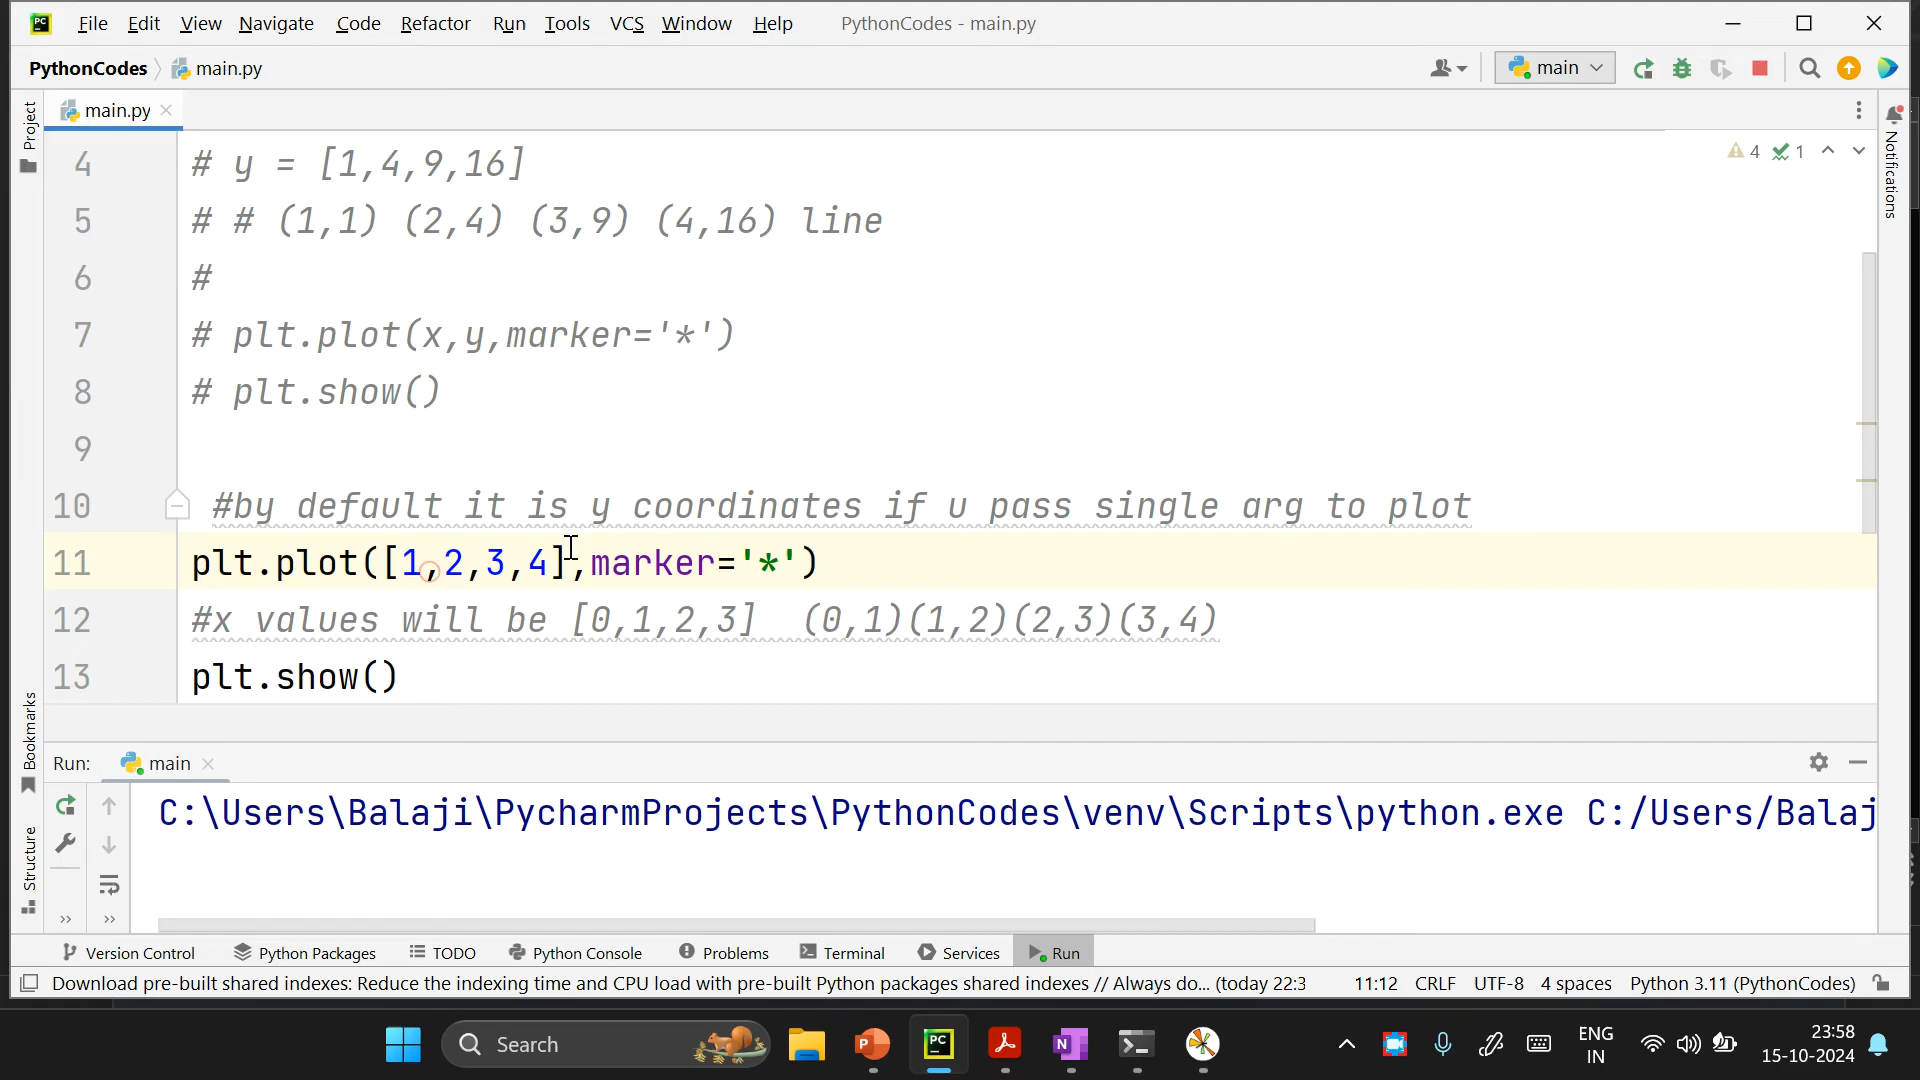 File Edit View Navigate Code Refactor Run Tools VCS Window Help PythonCodes - main.py
PythonCodes main.py main
Project
main.py
4 # y = [1,4,9,16]
4 1
5 # # (1,1) (2,4) (3,9) (4,16) line
6 #
7 # plt.plot(x,y,marker='*')
8 # plt.show()
9
10 #by default it is y coordinates if u pass single arg to plot
11 plt.plot([1,2,3,4],marker='*')
12 #x values will be [0,1,2,3] (0,1)(1,2)(2,3)(3,4)
13 plt.show()
Notifications
Bookmarks
Structure
Run: main
C:\Users\Balaji\PycharmProjects\PythonCodes\venv\Scripts\python.exe C:/Users/Balaj
Version Control Python Packages TODO Python Console Problems Terminal Services Run
Download pre-built shared indexes: Reduce the indexing time and CPU load with pre-built Python packages shared indexes // Always do... (today 22:3 11:12 CRLF UTF-8 4 spaces Python 3.11 (PythonCodes)
Search
ENG
IN
23:58
15-10-2024